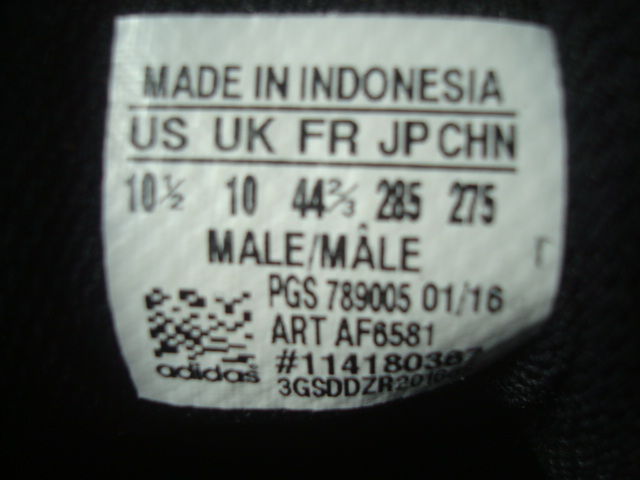 MADE IN INDONESIA
US UK FR JP CHN
10½ 10 44⅔ 285 275
MALE/MÂLE
PGS 789005 01/16
ART AF6581
adidas #114180387